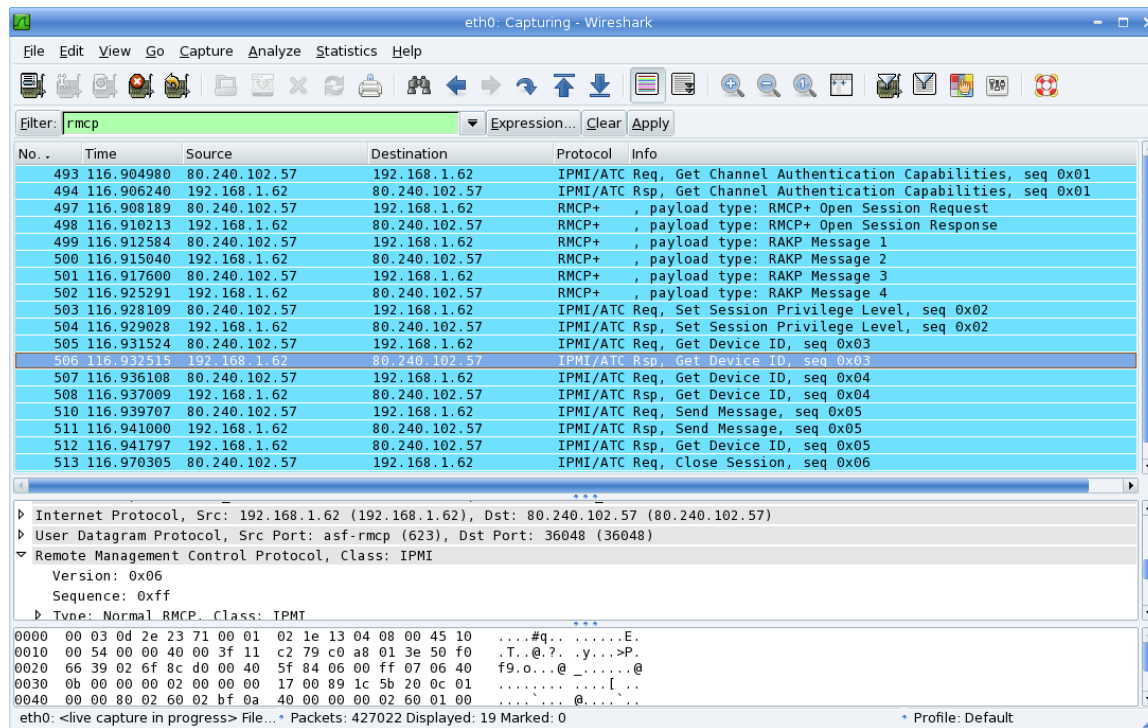 eth0: Capturing - Wireshark
File Edit View Go Capture Analyze Statistics Help
Filter: rmcp Expression... Clear Apply
No. . Time Source Destination Protocol Info
493 116.904980 80.240.102.57 192.168.1.62 IPMI/ATC Req, Get Channel Authentication Capabilities, seq 0x01
494 116.906240 192.168.1.62 80.240.102.57 IPMI/ATC Rsp, Get Channel Authentication Capabilities, seq 0x01
497 116.908189 80.240.102.57 192.168.1.62 RMCP+ , payload type: RMCP+ Open Session Request
498 116.910213 192.168.1.62 80.240.102.57 RMCP+ , payload type: RMCP+ Open Session Response
499 116.912584 80.240.102.57 192.168.1.62 RMCP+ , payload type: RAKP Message 1
500 116.915040 192.168.1.62 80.240.102.57 RMCP+ , payload type: RAKP Message 2
501 116.917600 80.240.102.57 192.168.1.62 RMCP+ , payload type: RAKP Message 3
502 116.925291 192.168.1.62 80.240.102.57 RMCP+ , payload type: RAKP Message 4
503 116.928109 80.240.102.57 192.168.1.62 IPMI/ATC Req, Set Session Privilege Level, seq 0x02
504 116.929028 192.168.1.62 80.240.102.57 IPMI/ATC Rsp, Set Session Privilege Level, seq 0x02
505 116.931524 80.240.102.57 192.168.1.62 IPMI/ATC Req, Get Device ID, seq 0x03
506 116.932515 192.168.1.62 80.240.102.57 IPMI/ATC Rsp, Get Device ID, seq 0x03
507 116.936108 80.240.102.57 192.168.1.62 IPMI/ATC Req, Get Device ID, seq 0x04
508 116.937009 192.168.1.62 80.240.102.57 IPMI/ATC Rsp, Get Device ID, seq 0x04
510 116.939707 80.240.102.57 192.168.1.62 IPMI/ATC Req, Send Message, seq 0x05
511 116.941000 192.168.1.62 80.240.102.57 IPMI/ATC Rsp, Send Message, seq 0x05
512 116.941797 192.168.1.62 80.240.102.57 IPMI/ATC Rsp, Get Device ID, seq 0x05
513 116.970305 80.240.102.57 192.168.1.62 IPMI/ATC Req, Close Session, seq 0x06
Internet Protocol, Src: 192.168.1.62 (192.168.1.62), Dst: 80.240.102.57 (80.240.102.57)
User Datagram Protocol, Src Port: asf-rmcp (623), Dst Port: 36048 (36048)
Remote Management Control Protocol, Class: IPMI
Version: 0x06
Sequence: 0xff
Type: Normal RMCP, Class: IPMI
0000 00 03 0d 2e 23 71 00 01 02 1e 13 04 08 00 45 10 ....#q.. ......E.
0010 00 54 00 00 40 00 3f 11 c2 79 c0 a8 01 3e 50 f0 .T..@.?. .y...>P.
0020 66 39 02 6f 8c d0 00 40 5f 84 06 00 ff 07 06 40 f9.o...@ _......@
0030 0b 00 00 00 02 00 00 00 17 00 89 1c 5b 20 0c 01 ........ ....[ ..
0040 00 00 80 02 60 02 bf 0a 40 00 00 00 02 60 01 00 ....`... @....`..
eth0: <live capture in progress> File... Packets: 427022 Displayed: 19 Marked: 0 Profile: Default